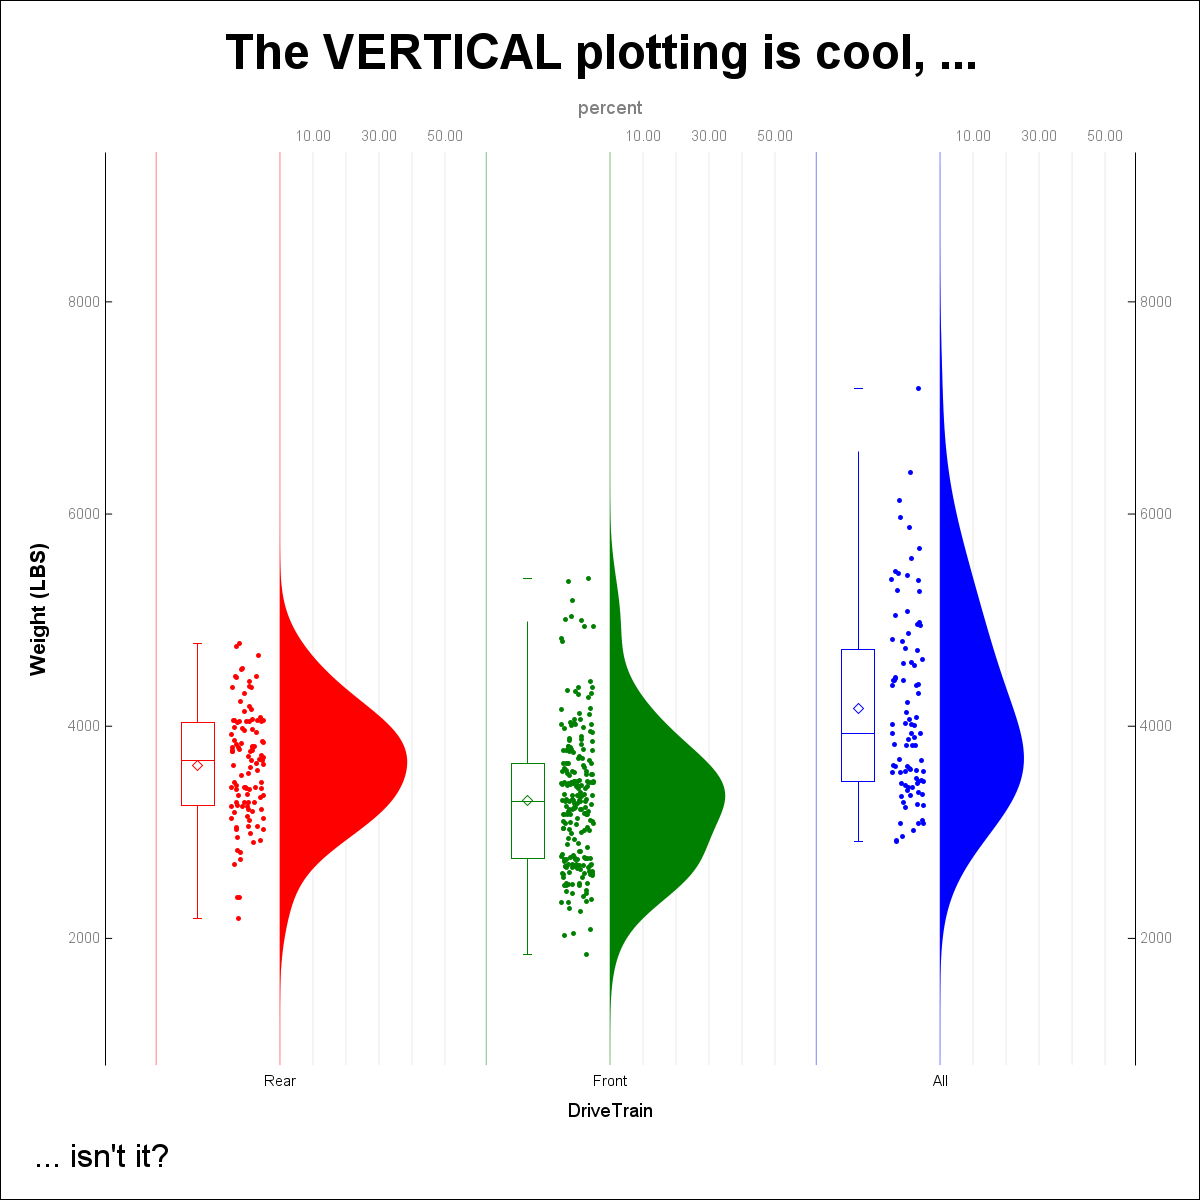 The VERTICAL plotting is cool, ...
percent
10.00 30.00 50.00 10.00 30.00 50.00 10.00 30.00 50.00
8000 8000
6000 6000
Weight (LBS)
4000 4000
2000 2000
Rear Front All
DriveTrain
... isn't it?